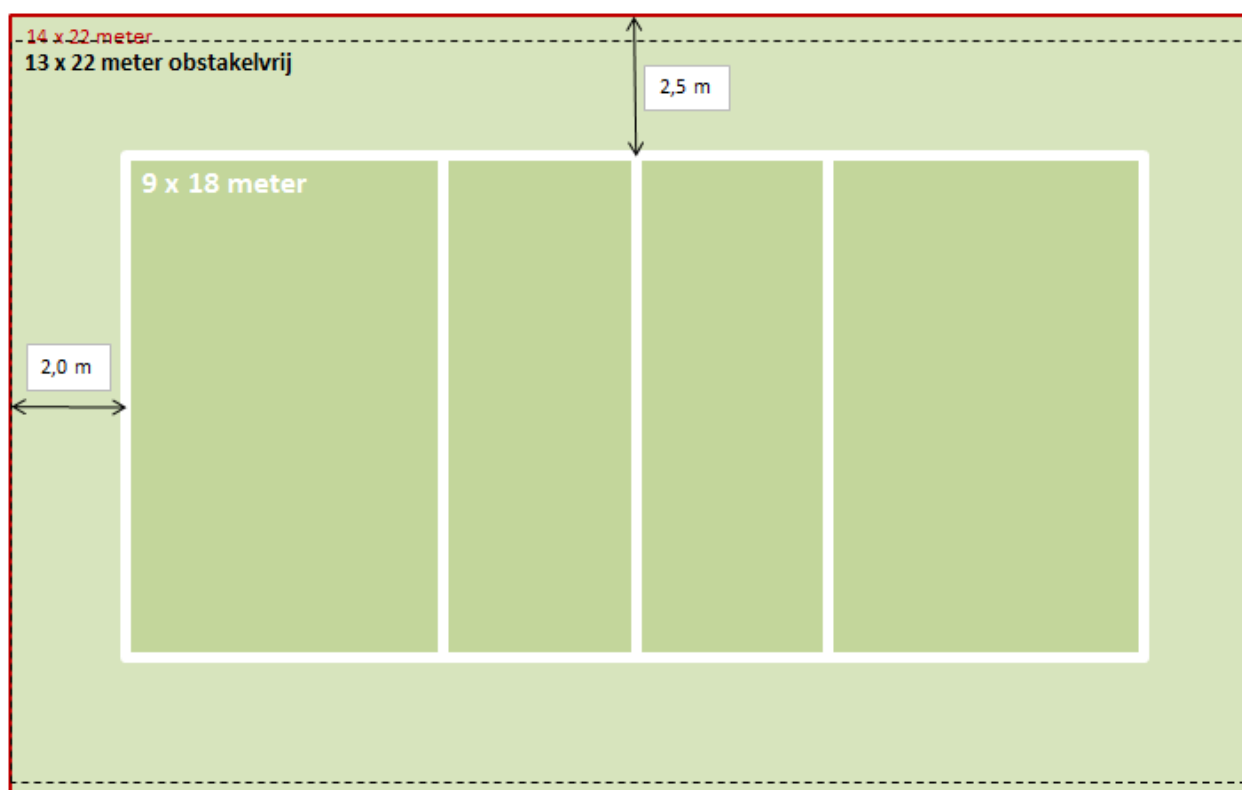 14 x 22 meter
13 x 22 meter obstakelvrij
2,5 m
9 x 18 meter
2,0 m